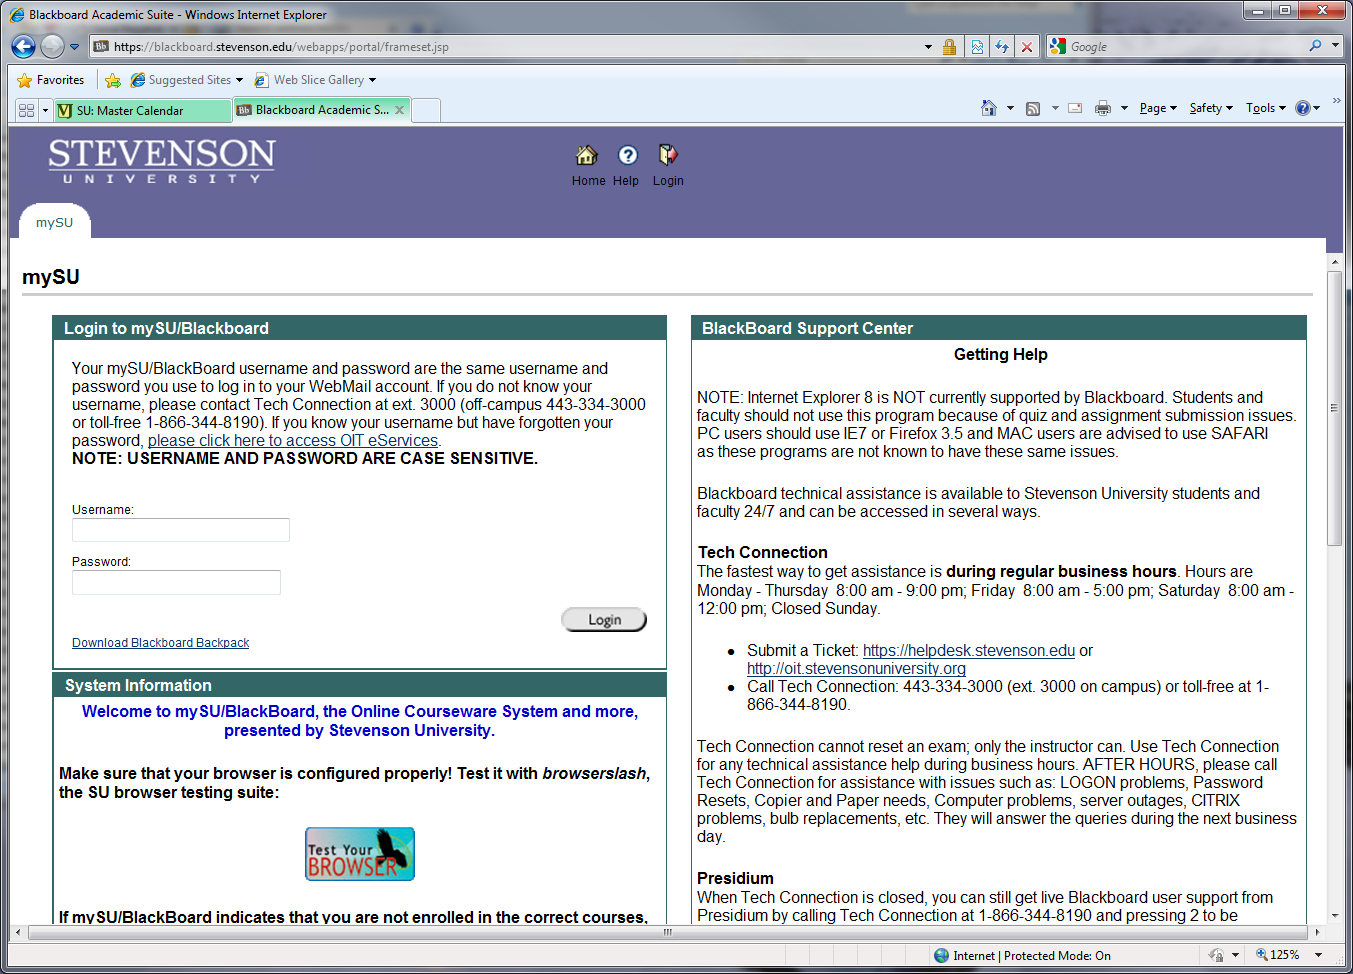 Blackboard Academic Suite - Windows Internet Explorer
https://blackboard.stevenson.edu/webapps/portal/frameset.jsp
Google
Favorites
Suggested Sites
Web Slice Gallery
SU: Master Calendar
Blackboard Academic S...
Page
Safety
Tools
STEVENSON
UNIVERSITY
Home
Help
Login
mySU
mySU
Login to mySU/Blackboard
Your mySU/BlackBoard username and password are the same username and
password you use to log in to your WebMail account. If you do not know your
username, please contact Tech Connection at ext. 3000 (off-campus 443-334-3000
or toll-free 1-866-344-8190). If you know your username but have forgotten your
password, please click here to access OIT eServices.
NOTE: USERNAME AND PASSWORD ARE CASE SENSITIVE.
Username:
Password:
Login
Download Blackboard Backpack
System Information
Welcome to mySU/BlackBoard, the Online Courseware System and more,
presented by Stevenson University.
Make sure that your browser is configured properly! Test it with browserslash,
the SU browser testing suite:
Test Your
BROWSER
If mySU/BlackBoard indicates that you are not enrolled in the correct courses,
BlackBoard Support Center
Getting Help
NOTE: Internet Explorer 8 is NOT currently supported by Blackboard. Students and
faculty should not use this program because of quiz and assignment submission issues.
PC users should use IE7 or Firefox 3.5 and MAC users are advised to use SAFARI
as these programs are not known to have these same issues.
Blackboard technical assistance is available to Stevenson University students and
faculty 24/7 and can be accessed in several ways.
Tech Connection
The fastest way to get assistance is during regular business hours. Hours are
Monday - Thursday 8:00 am - 9:00 pm; Friday 8:00 am - 5:00 pm; Saturday 8:00 am -
12:00 pm; Closed Sunday.
• Submit a Ticket: https://helpdesk.stevenson.edu or
http://oit.stevensonuniversity.org
• Call Tech Connection: 443-334-3000 (ext. 3000 on campus) or toll-free at 1-
866-344-8190.
Tech Connection cannot reset an exam; only the instructor can. Use Tech Connection
for any technical assistance help during business hours. AFTER HOURS, please call
Tech Connection for assistance with issues such as: LOGON problems, Password
Resets, Copier and Paper needs, Computer problems, server outages, CITRIX
problems, bulb replacements, etc. They will answer the queries during the next business
day.
Presidium
When Tech Connection is closed, you can still get live Blackboard user support from
Presidium by calling Tech Connection at 1-866-344-8190 and pressing 2 to be
Internet | Protected Mode: On
125%